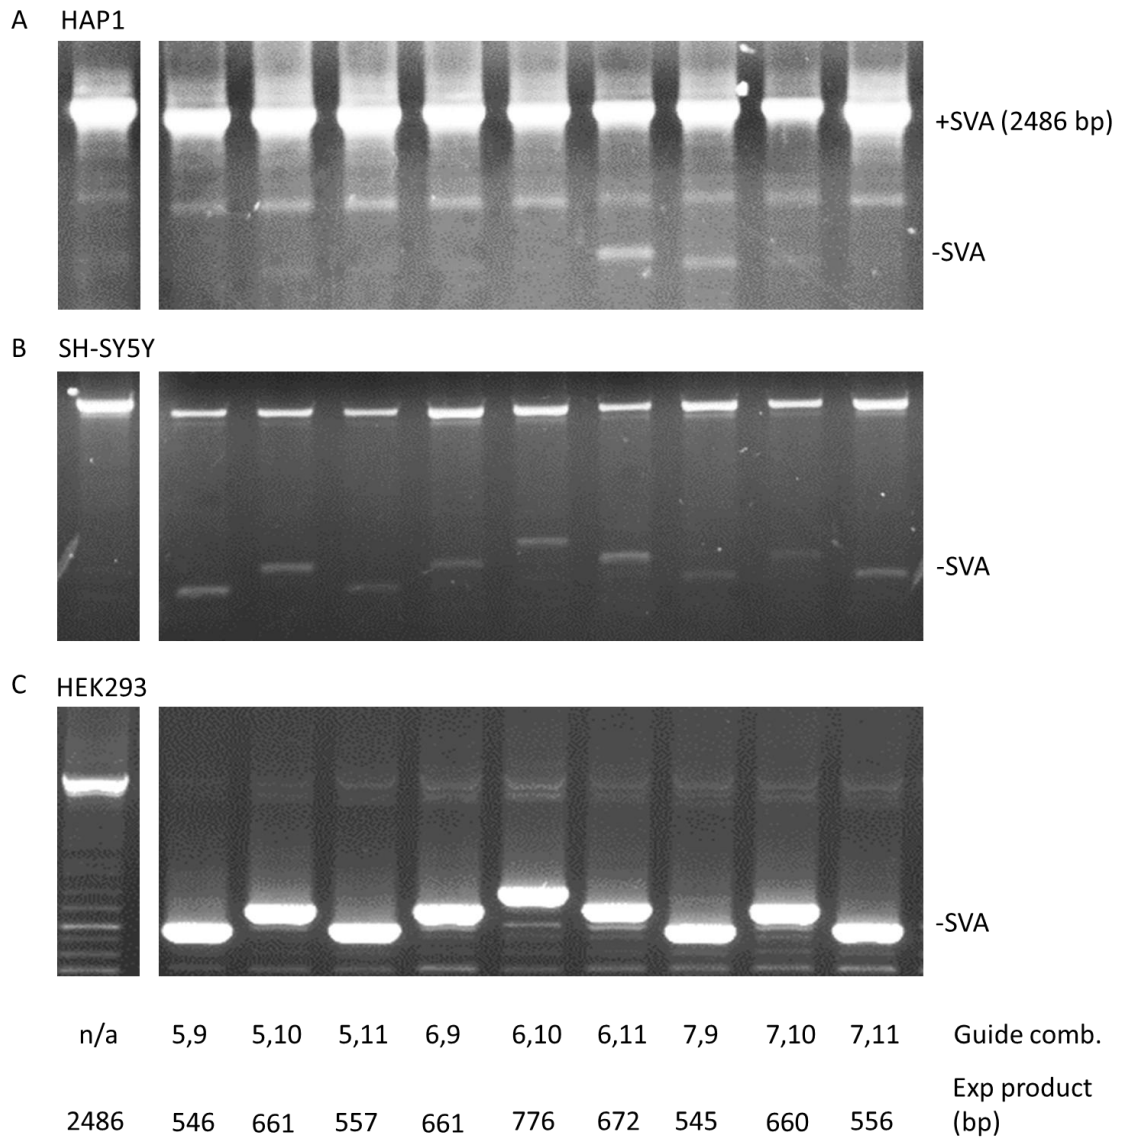 A HAP1
+SVA (2486 bp)
-SVA
B SH-SY5Y
-SVA
C HEK293
-SVA
n/a 5,9 5,10 5,11 6,9 6,10 6,11 7,9 7,10 7,11 Guide comb.
Exp product
2486 546 661 557 661 776 672 545 660 556 (bp)